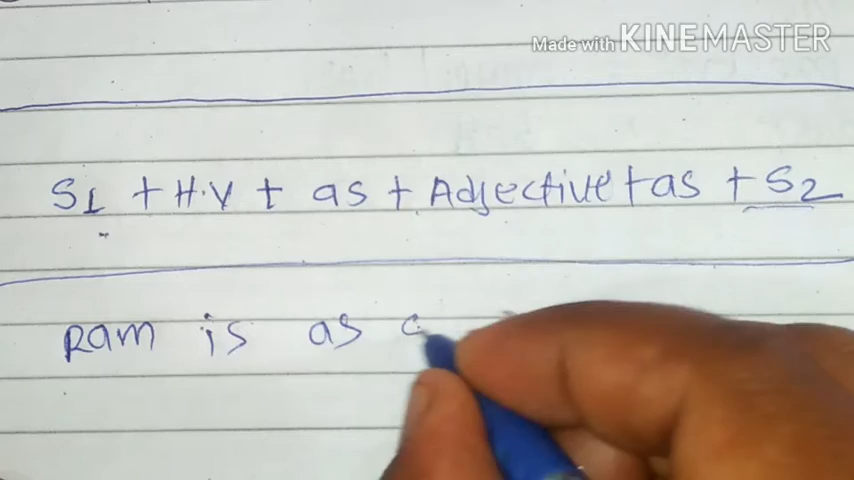 Made with KINEMASTER
S1 + H.V + as + Adjective + as + S2
Ram is as